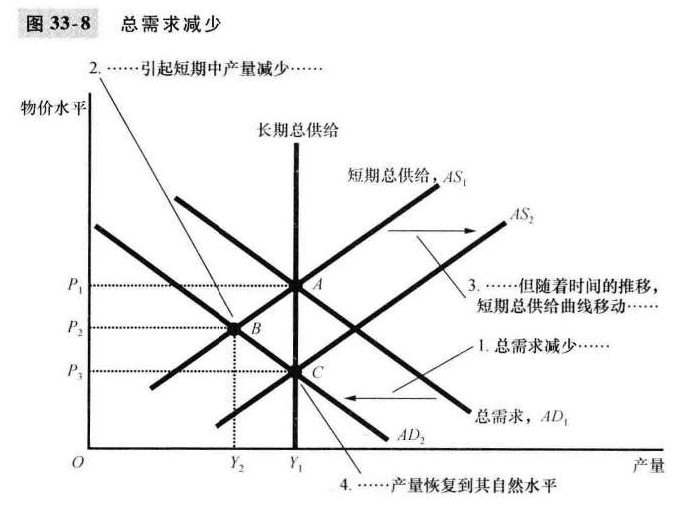 图 33-8 总需求减少
2. ……引起短期中产量减少……
物价水平
长期总供给
短期总供给，AS₁
AS₂
P₁
A
3. ……但随着时间的推移，
短期总供给曲线移动……
P₂
B
1. 总需求减少……
P₃
C
总需求，AD₁
AD₂
O
Y₂
Y₁
产量
4. ……产量恢复到其自然水平